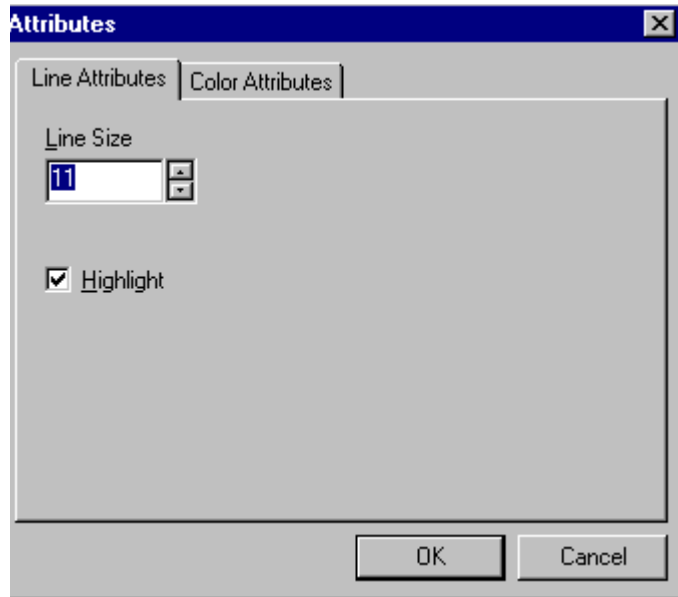 Attributes
Line Attributes Color Attributes
Line Size
11
Highlight
OK Cancel